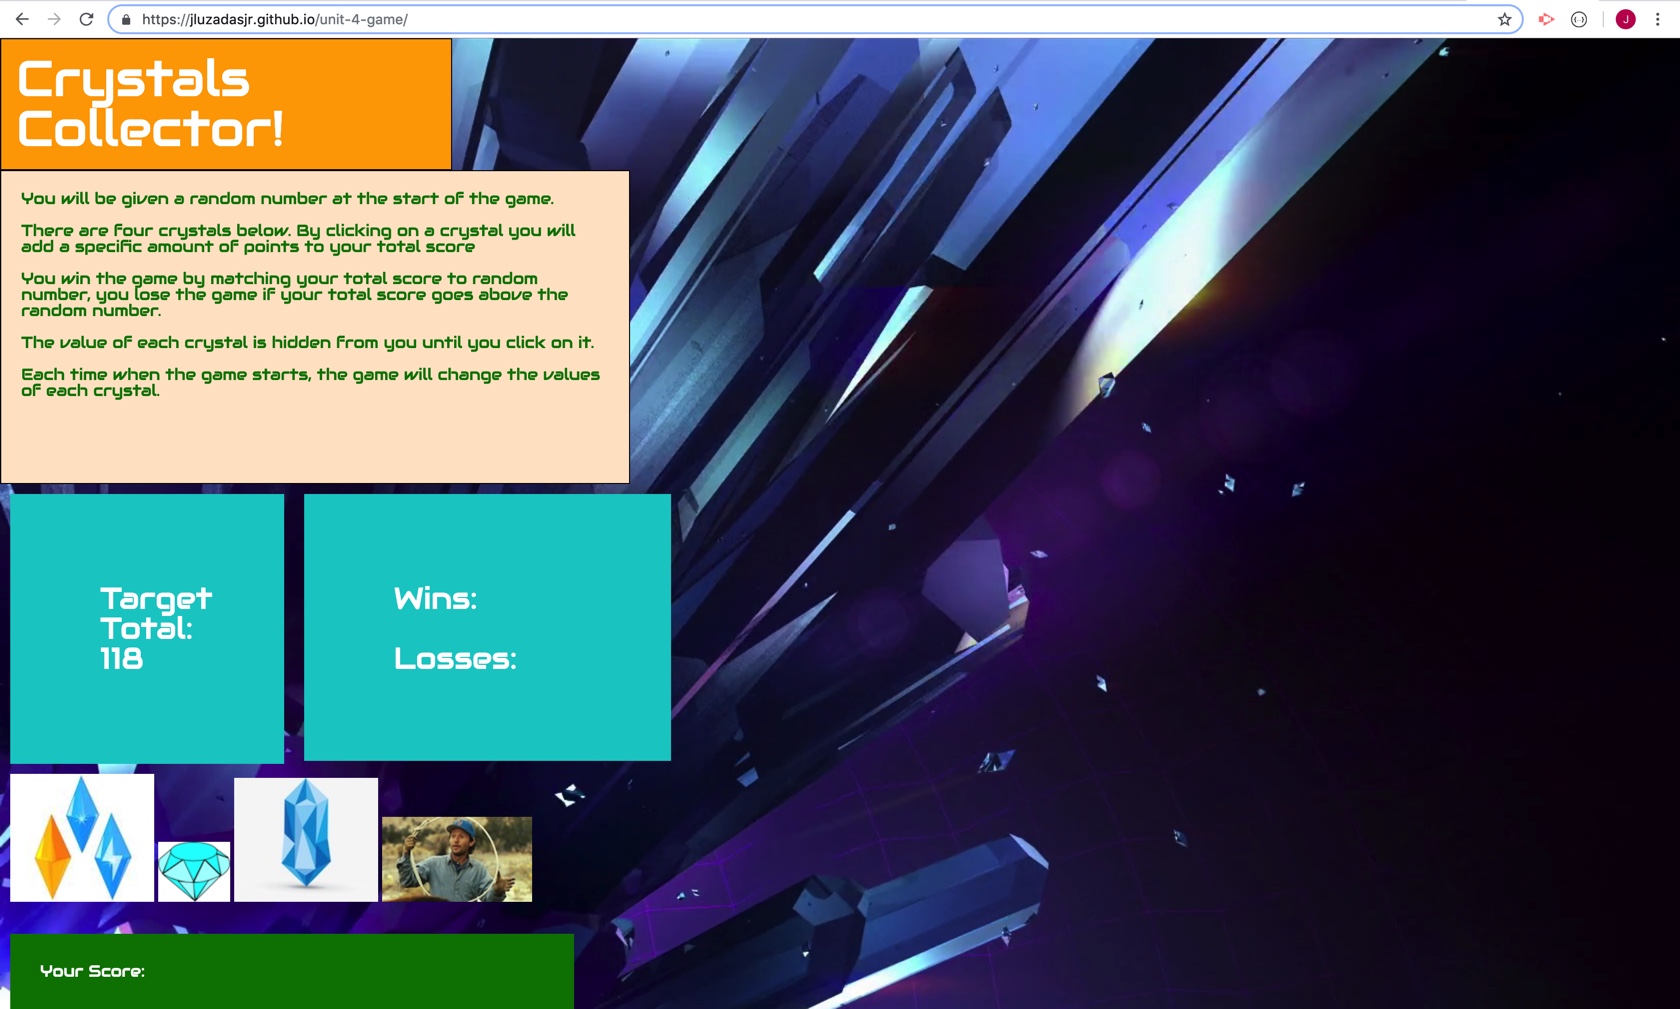 https://jluzadasjr.github.io/unit-4-game/
J
Crystals
Collector!
You will be given a random number at the start of the game.
There are four crystals below. By clicking on a crystal you will
add a specific amount of points to your total score
You win the game by matching your total score to random
number, you lose the game if your total score goes above the
random number.
The value of each crystal is hidden from you until you click on it.
Each time when the game starts, the game will change the values
of each crystal.
Target
Total:
118
Wins:
Losses:
Your Score: